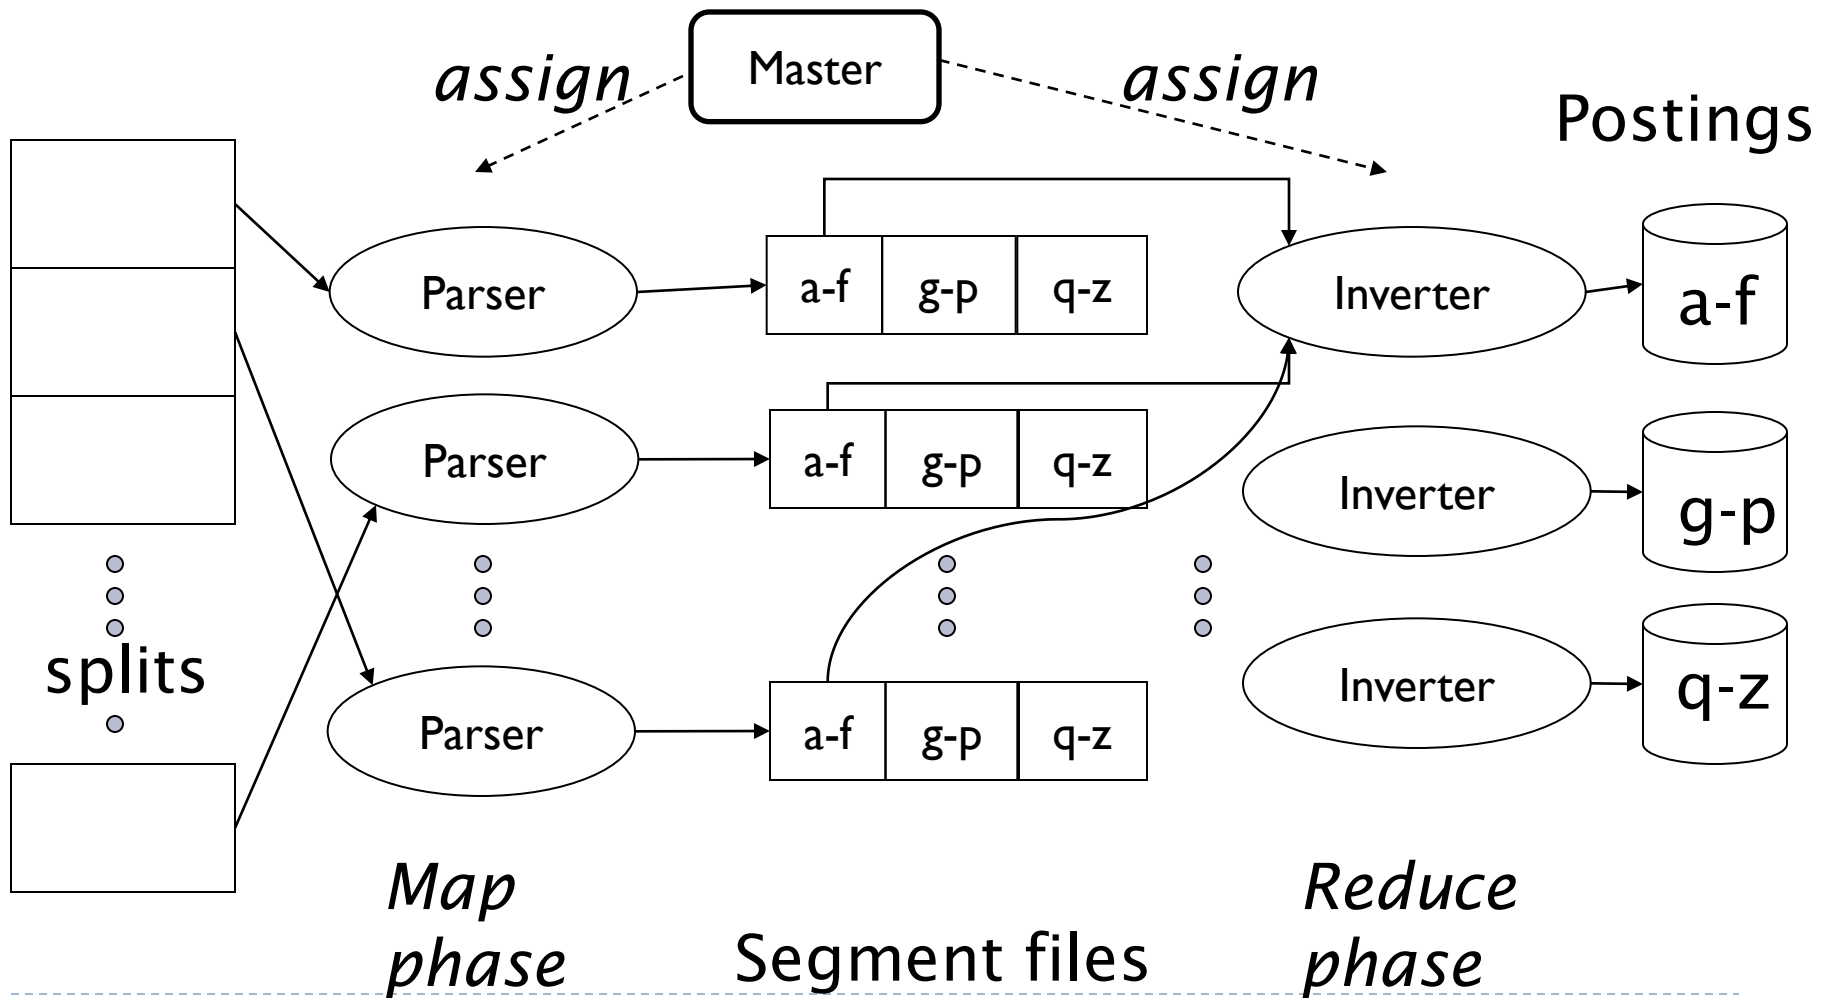 Master
assign
assign
Postings
Parser
a-f g-p q-z
Inverter
a-f
Parser
a-f g-p q-z
Inverter
g-p
splits
Parser
a-f g-p q-z
Inverter
q-z
Map
phase
Segment files
Reduce
phase